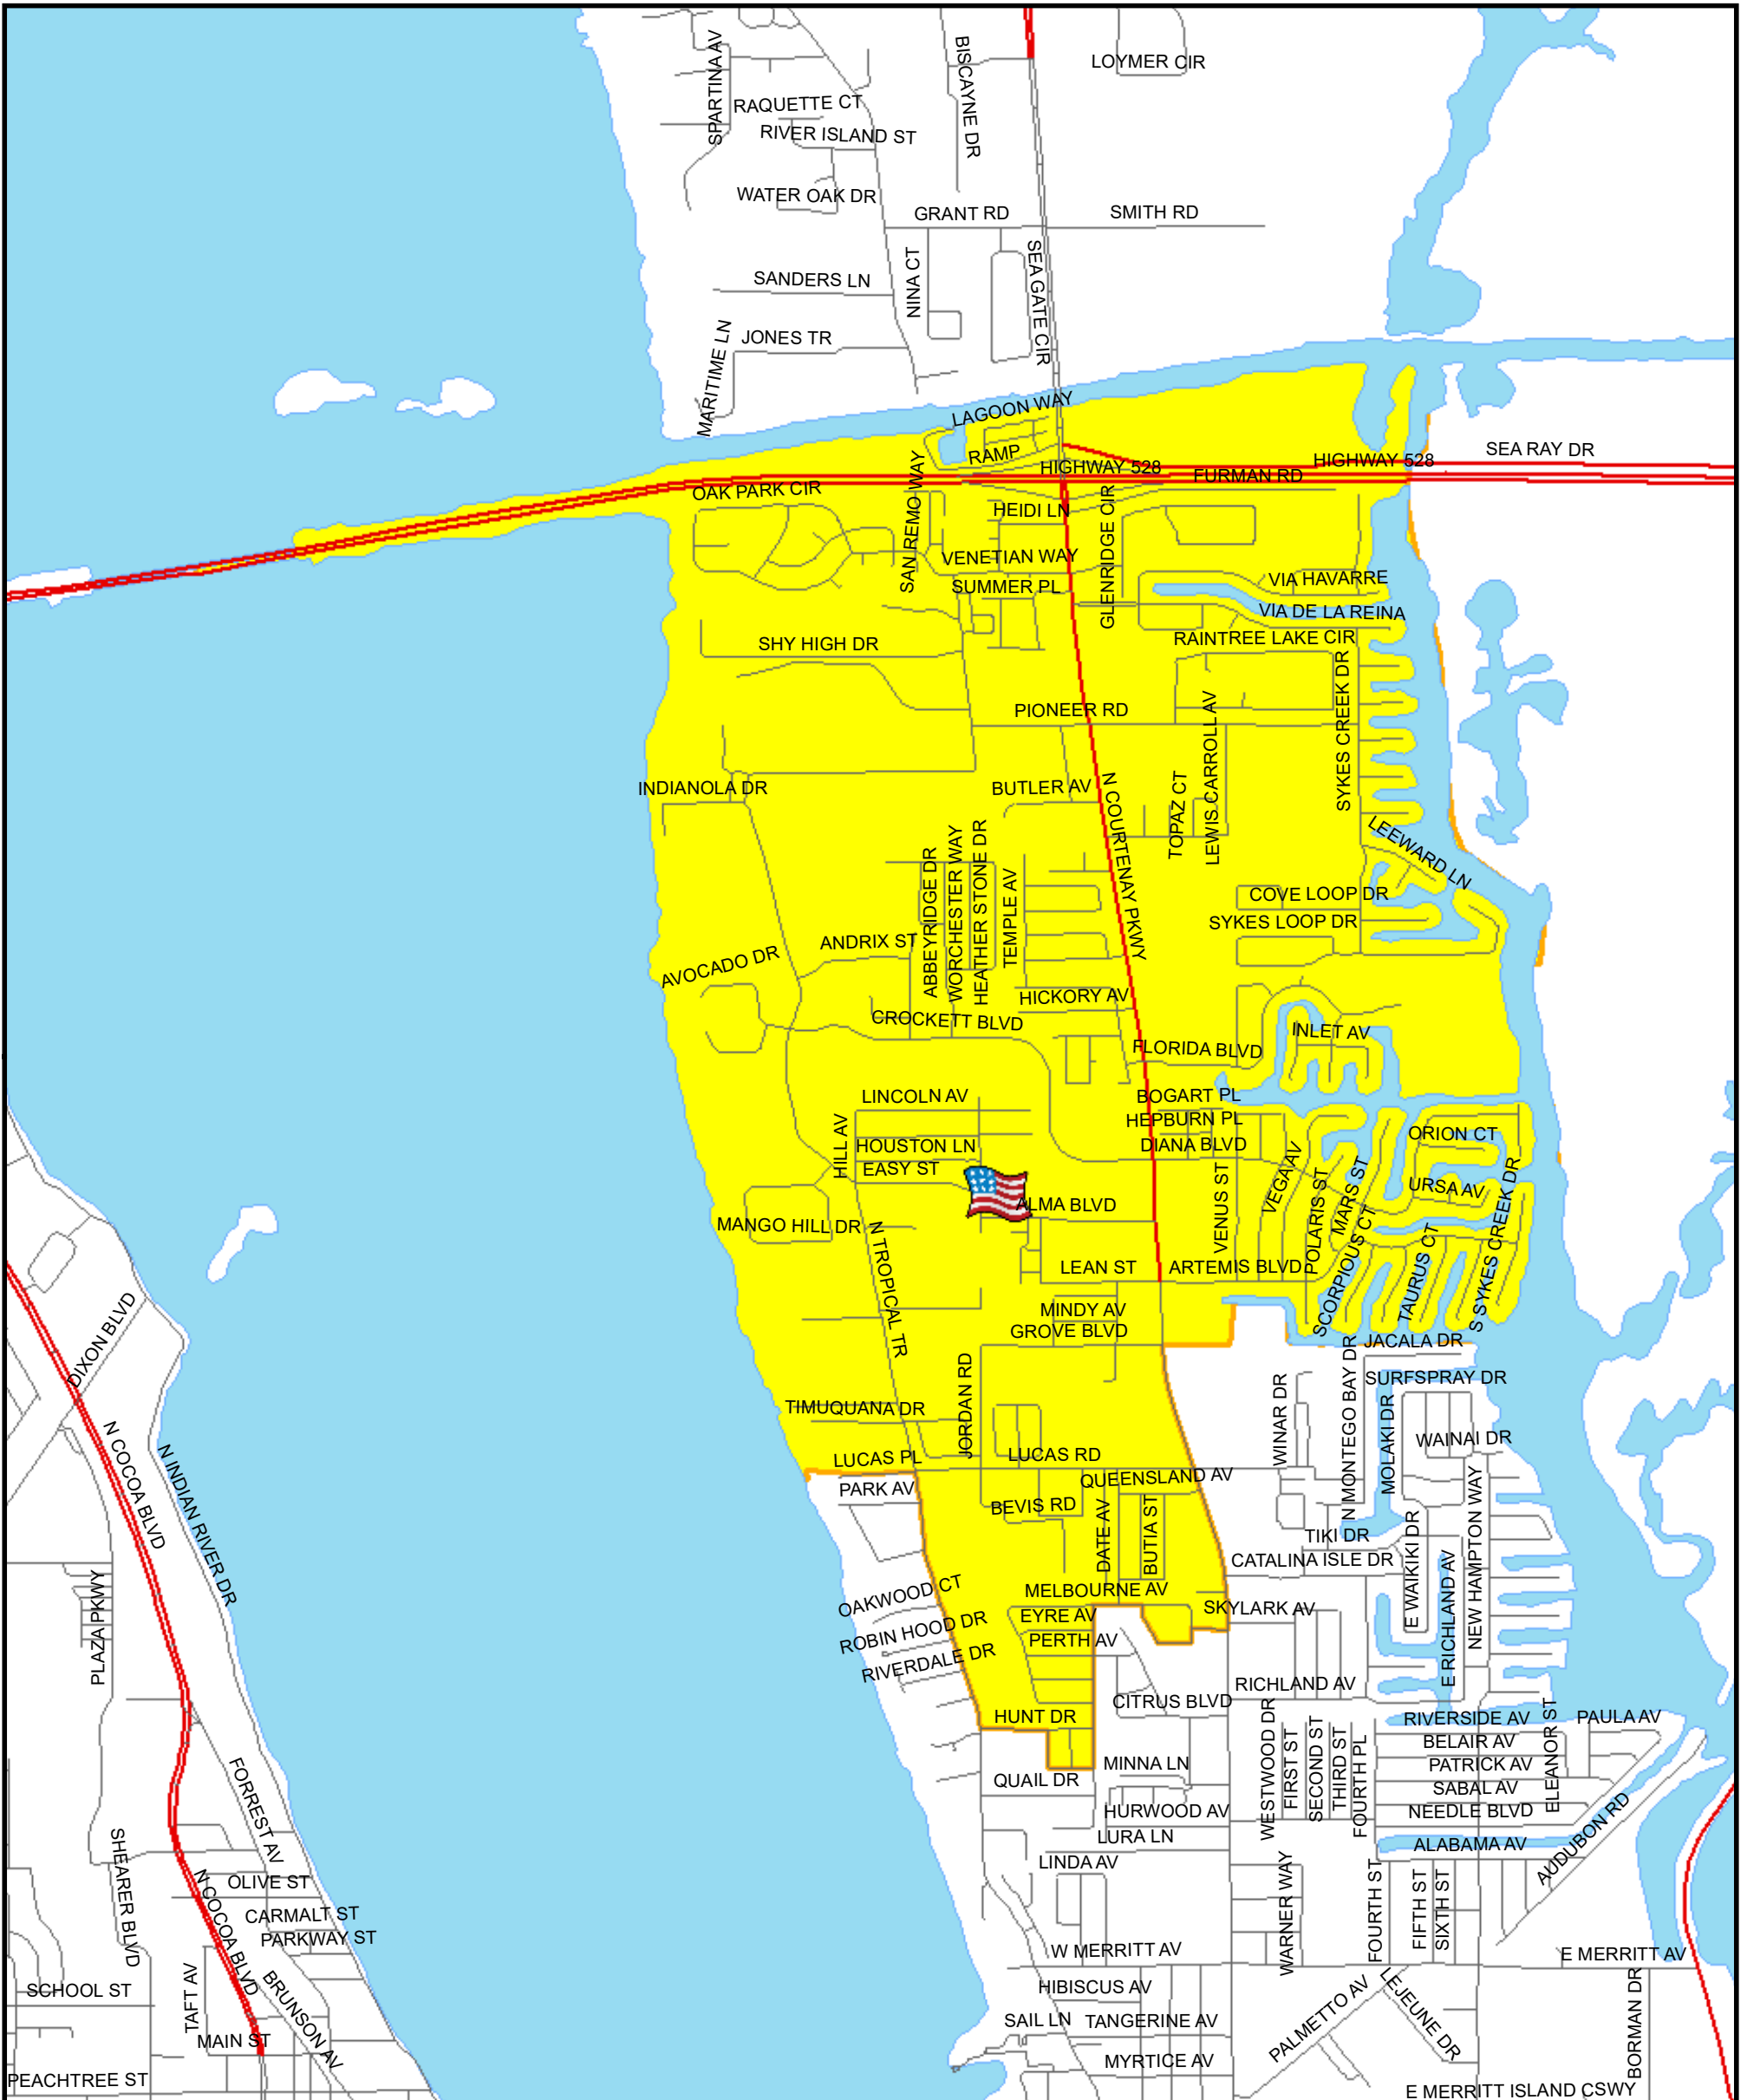 SPARTINA AV
BISCAYNE DR
LOYMER CIR
RAQUETTE CT
RIVER ISLAND ST
WATER OAK DR
GRANT RD
SMITH RD
NINA CT
SEA GATE CIR
SANDERS LN
MARITIME LN
JONES TR
LAGOON WAY
RAMP
HIGHWAY 528
HIGHWAY 528
SEA RAY DR
FURMAN RD
OAK PARK CIR
SAN REMO WAY
HEIDI LN
GLENRIDGE CIR
VENETIAN WAY
SUMMER PL
VIA HAVARRE
VIA DE LA REINA
RAINTREE LAKE CIR
SHY HIGH DR
SYKES CREEK DR
PIONEER RD
LEWIS CARROLL AV
TOPAZ CT
INDIANOLA DR
BUTLER AV
N COURTENAY PKWY
LEEWARD LN
ABBEYRIDGE DR
WORCHESTER WAY
HEATHER STONE DR
TEMPLE AV
COVE LOOP DR
SYKES LOOP DR
ANDRIX ST
AVOCADO DR
HICKORY AV
CROCKETT BLVD
INLET AV
FLORIDA BLVD
LINCOLN AV
BOGART PL
HEPBURN PL
HILL AV
HOUSTON LN
DIANA BLVD
ORION CT
EASY ST
VENUS ST
VEGA AV
POLARIS ST
MARS ST
URSA AV
ALMA BLVD
MANGO HILL DR
N TROPICAL TR
SCORPIOUS CT
TAURUS CT
S SYKES CREEK DR
LEAN ST
ARTEMIS BLVD
MINDY AV
GROVE BLVD
JACALA DR
DIXON BLVD
JORDAN RD
N MONTEGO BAY DR
SURFSPRAY DR
WINAR DR
MOLAKI DR
TIMUQUANA DR
WAINAI DR
N COCOA BLVD
N INDIAN RIVER DR
LUCAS PL
LUCAS RD
QUEENSLAND AV
PARK AV
BEVIS RD
DATE AV
BUTIA ST
NEW HAMPTON WAY
TIKI DR
E WAIKIKI DR
CATALINA ISLE DR
E RICHLAND AV
PLAZA PKWY
OAKWOOD CT
MELBOURNE AV
EYRE AV
SKYLARK AV
ROBIN HOOD DR
PERTH AV
RIVERDALE DR
RICHLAND AV
CITRUS BLVD
HUNT DR
RIVERSIDE AV
PAULA AV
WESTWOOD DR
FIRST ST
SECOND ST
THIRD ST
FOURTH PL
BELAIR AV
ELEANOR ST
PATRICK AV
MINNA LN
QUAIL DR
SABAL AV
FORREST AV
HURWOOD AV
NEEDLE BLVD
LURA LN
ALABAMA AV
AUDUBON RD
SHEARER BLVD
LINDA AV
OLIVE ST
N COCOA BLVD
WARNER WAY
FOURTH ST
FIFTH ST
SIXTH ST
CARMALT ST
PARKWAY ST
W MERRITT AV
E MERRITT AV
SCHOOL ST
TAFT AV
BRUNSON AV
HIBISCUS AV
PALMETTO AV
LEJEUNE DR
BORMAN DR
SAIL LN
TANGERINE AV
MAIN ST
MYRTICE AV
PEACHTREE ST
E MERRITT ISLAND CSWY